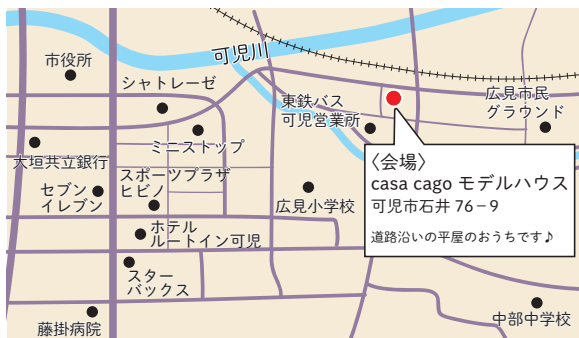 可児川
市役所
シャトレーゼ
東鉄バス
可児営業所
広見市民
グラウンド
大垣共立銀行
ミニストップ
スポーツプラザ
ヒビノ
セブン
イレブン
広見小学校
ホテル
ルートイン可児
スター
バックス
藤掛病院
中部中学校
〈会場〉
casa cago モデルハウス
可児市石井 76－9
道路沿いの平屋のおうちです♪